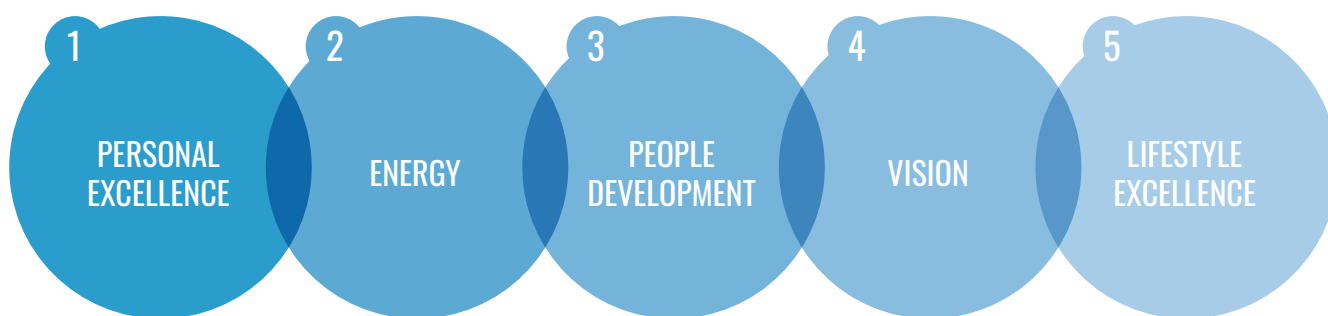 1
PERSONAL
EXCELLENCE
2
ENERGY
3
PEOPLE
DEVELOPMENT
4
VISION
5
LIFESTYLE
EXCELLENCE